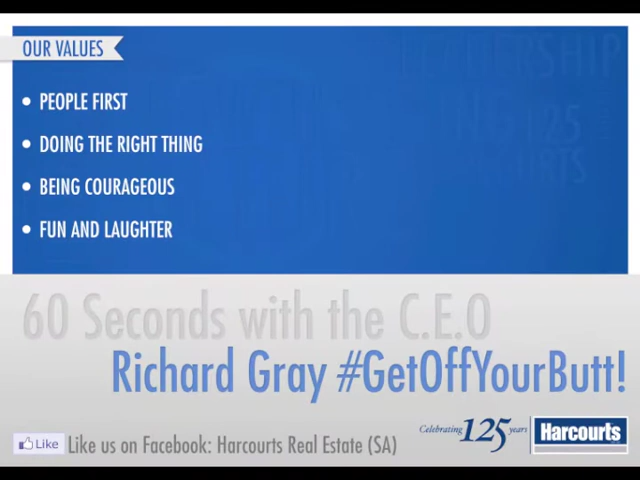 OUR VALUES
• PEOPLE FIRST
• DOING THE RIGHT THING
• BEING COURAGEOUS
• FUN AND LAUGHTER
60 Seconds with the C.E.O
Richard Gray #GetOffYourButt!
Like
Like us on Facebook: Harcourts Real Estate (SA)
Celebrating 125 years
Harcourts